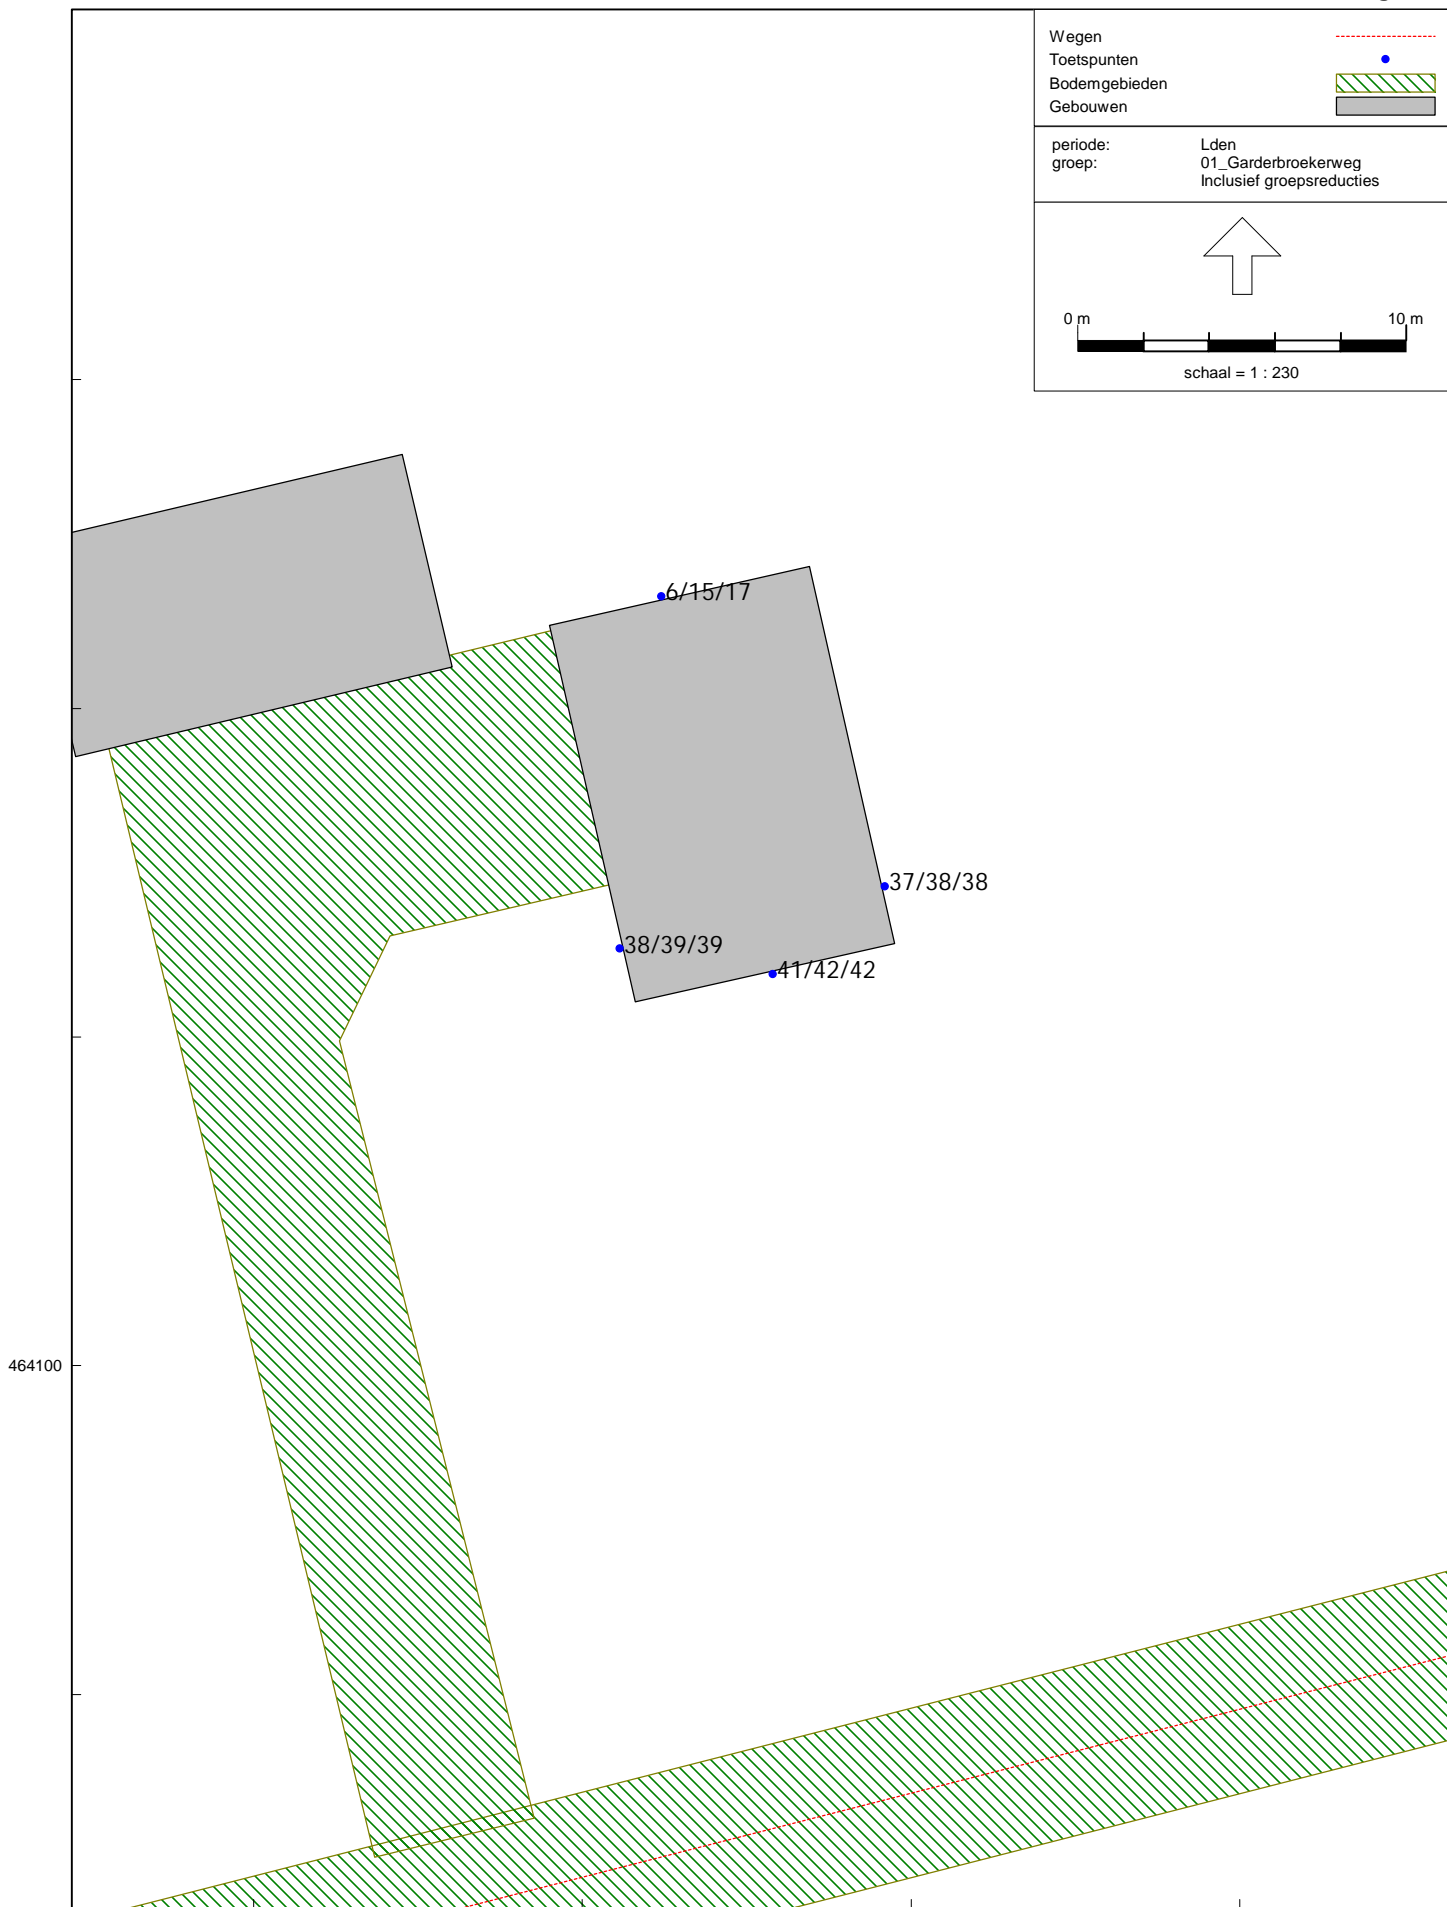 Wegen
Toetspunten
Bodemgebieden
Gebouwen
periode: Lden
groep: 01_Garderbroekerweg
Inclusief groepsreducties
0 m 10 m
schaal = 1 : 230
6/15/17
37/38/38
38/39/39
41/42/42
464100